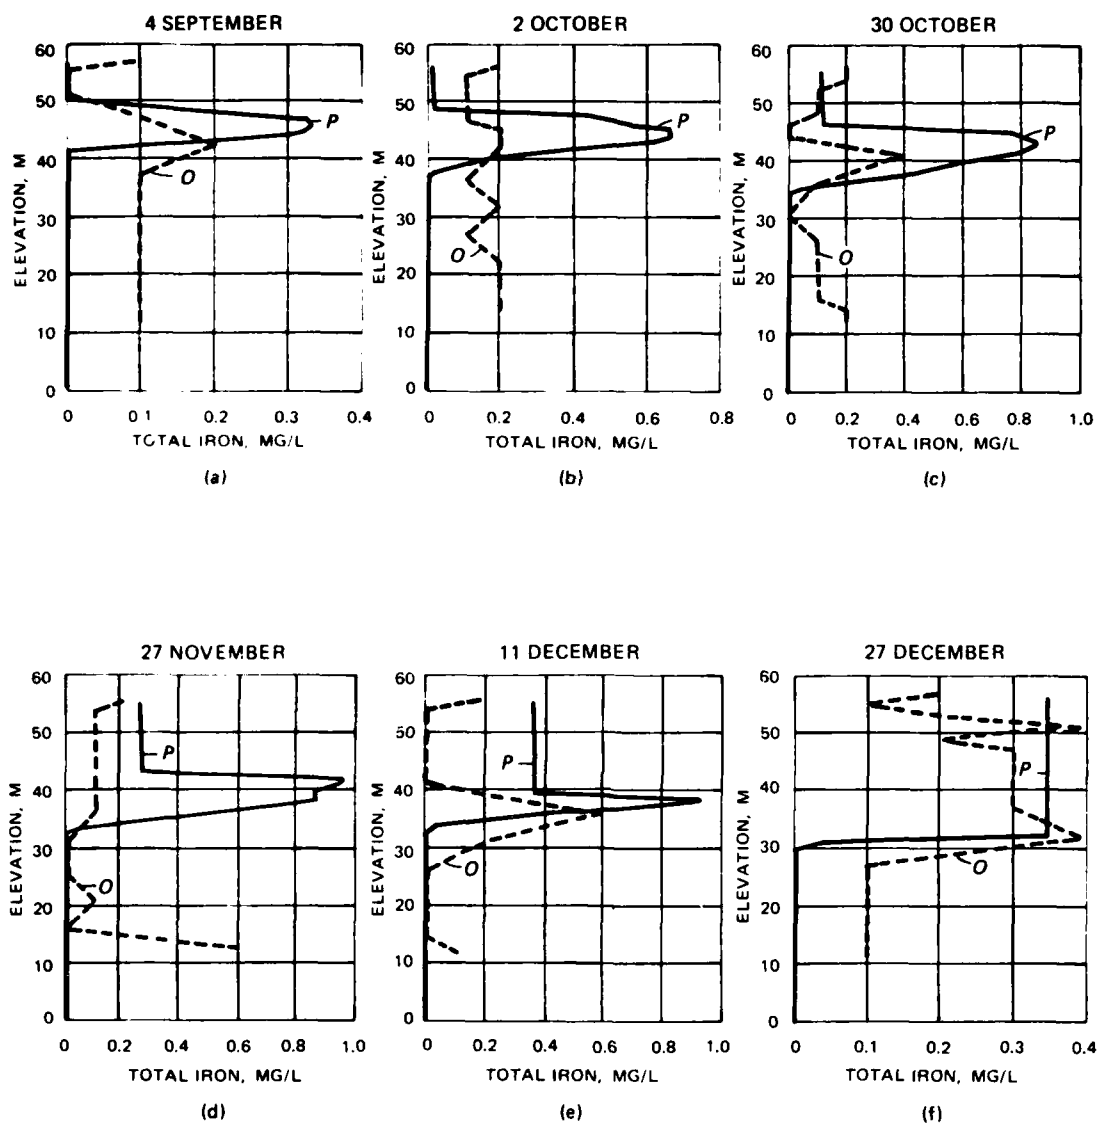 4 SEPTEMBER
2 OCTOBER
30 OCTOBER
60
50
40
30
20
10
0
ELEVATION, M
P
O
0 0 1 0.2 0.3 0.4
TOTAL IRON, MG/L
(a)
60
50
40
30
20
10
0
ELEVATION, M
P
O
0 0.2 0.4 0.6 0.8
TOTAL IRON, MG/L
(b)
60
50
40
30
20
10
0
ELEVATION, M
P
O
0 0.2 0.4 0.6 0.8 1.0
TOTAL IRON, MG/L
(c)
27 NOVEMBER
11 DECEMBER
27 DECEMBER
60
50
40
30
20
10
0
ELEVATION, M
P
O
0 0.2 0.4 0.6 0.8 1.0
TOTAL IRON, MG/L
(d)
60
50
40
30
20
10
0
ELEVATION, M
P
O
0 0.2 0.4 0.6 0.8 1.0
TOTAL IRON, MG/L
(e)
60
50
40
30
20
10
0
ELEVATION, M
P
O
0 0.1 0.2 0.3 0.4
TOTAL IRON, MG/L
(f)